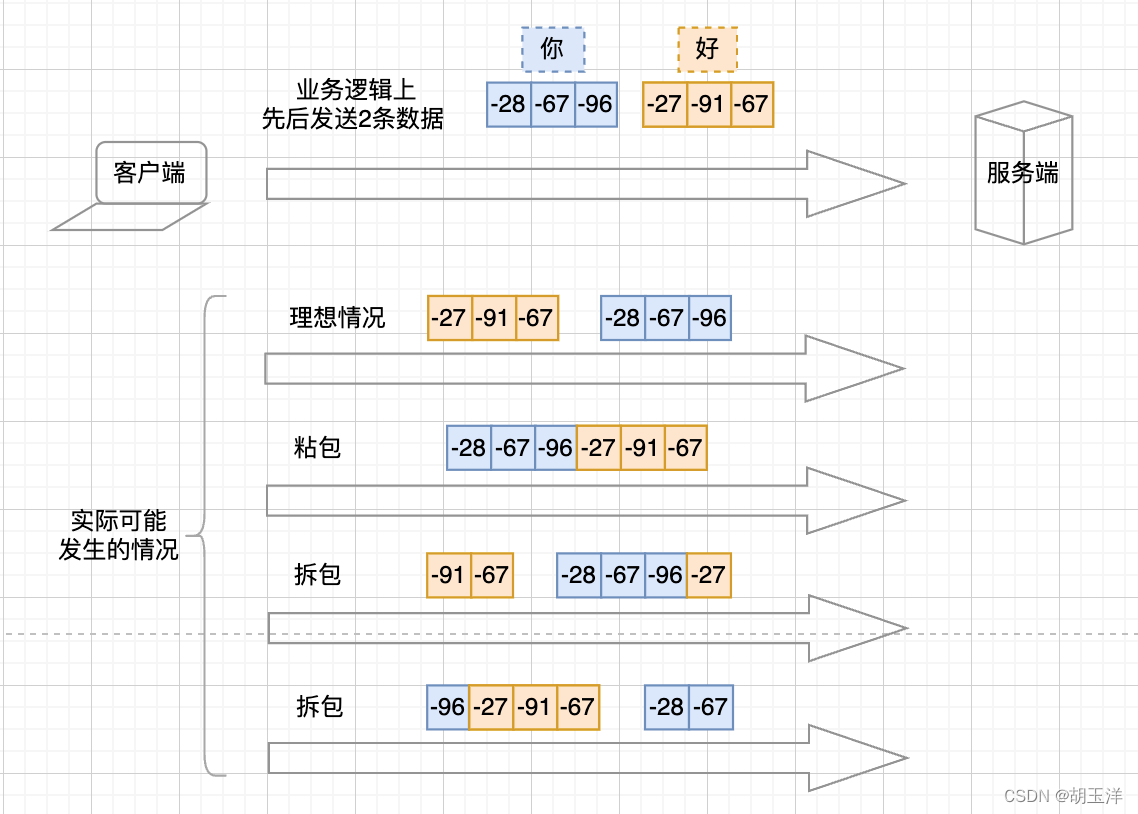 你 好
业务逻辑上
先后发送2条数据
-28 -67 -96 -27 -91 -67
客户端
服务端
理想情况 -27 -91 -67 -28 -67 -96
粘包 -28 -67 -96 -27 -91 -67
实际可能
发生的情况
拆包 -91 -67 -28 -67 -96 -27
拆包 -96 -27 -91 -67 -28 -67
CSDN @胡玉洋